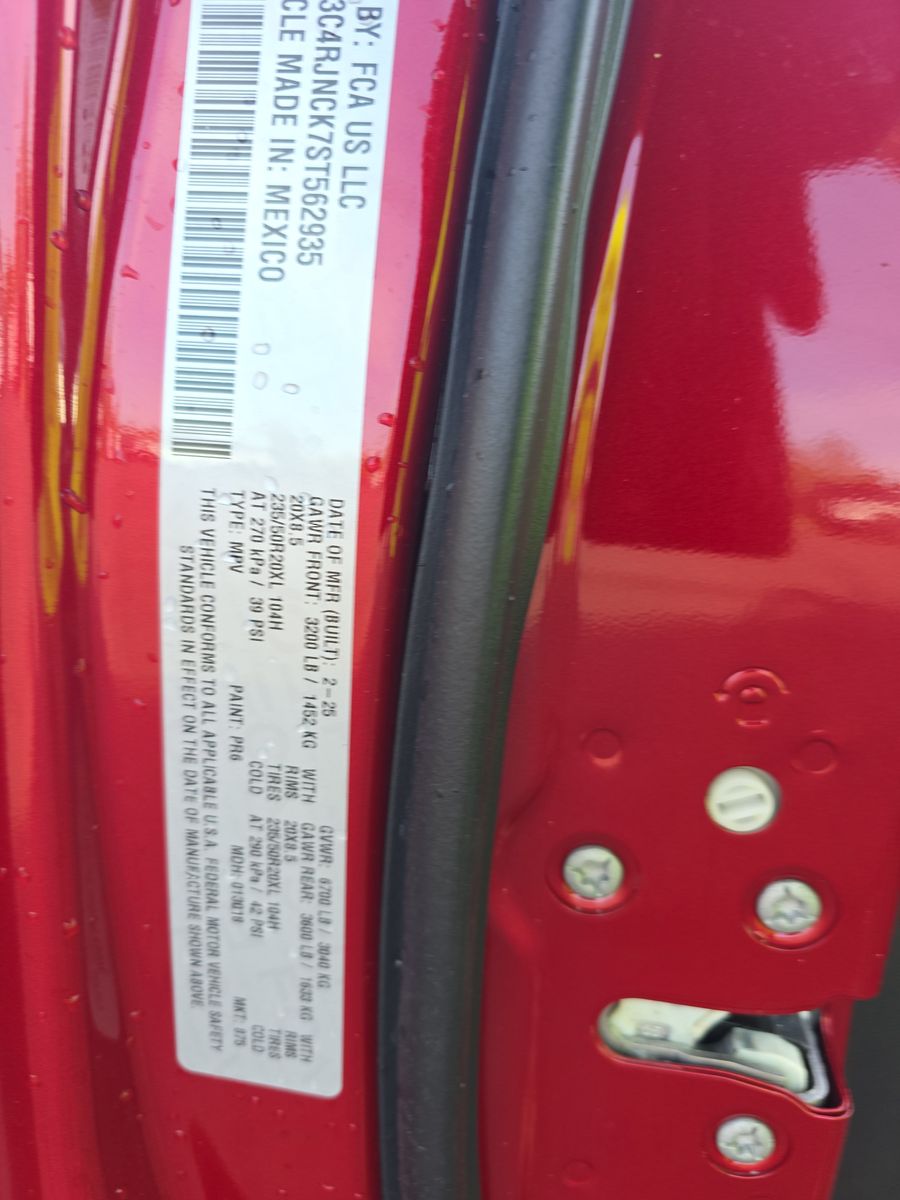 BY: FCA US LLC
3C4RJNCK7ST562935
CLE MADE IN: MEXICO
DATE OF MFR (BUILT): 2-25 GVWR: 6700 LB / 3040 KG
GAWR FRONT: 3200 LB / 1452 KG WITH GAWR REAR: 3600 LB / 1633 KG WITH
20X8.5 RIMS 20X8.5 RIMS
235/50R20XL 104H TIRES 235/50R20XL 104H TIRES
AT 270 kPa / 39 PSI COLD AT 290 kPa / 42 PSI COLD
TYPE: MPV PAINT: PR6 MDH: MKT:
THIS VEHICLE CONFORMS TO ALL APPLICABLE U.S.A. FEDERAL MOTOR VEHICLE SAFETY
STANDARDS IN EFFECT ON THE DATE OF MANUFACTURE SHOWN ABOVE.